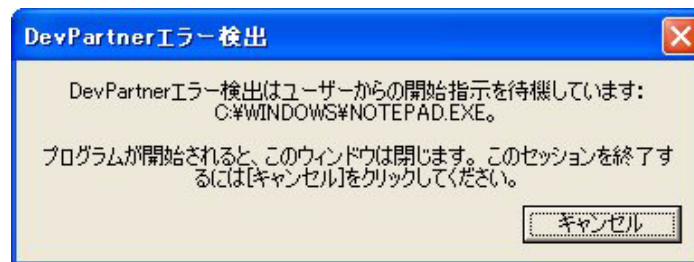 DevPartnerエラー検出
DevPartnerエラー検出はユーザーからの開始指示を待機しています:
C:¥WINDOWS¥NOTEPAD.EXE。
プログラムが開始されると、このウィンドウは閉じます。このセッションを終了す
るには[キャンセル]をクリックしてください。
キャンセル